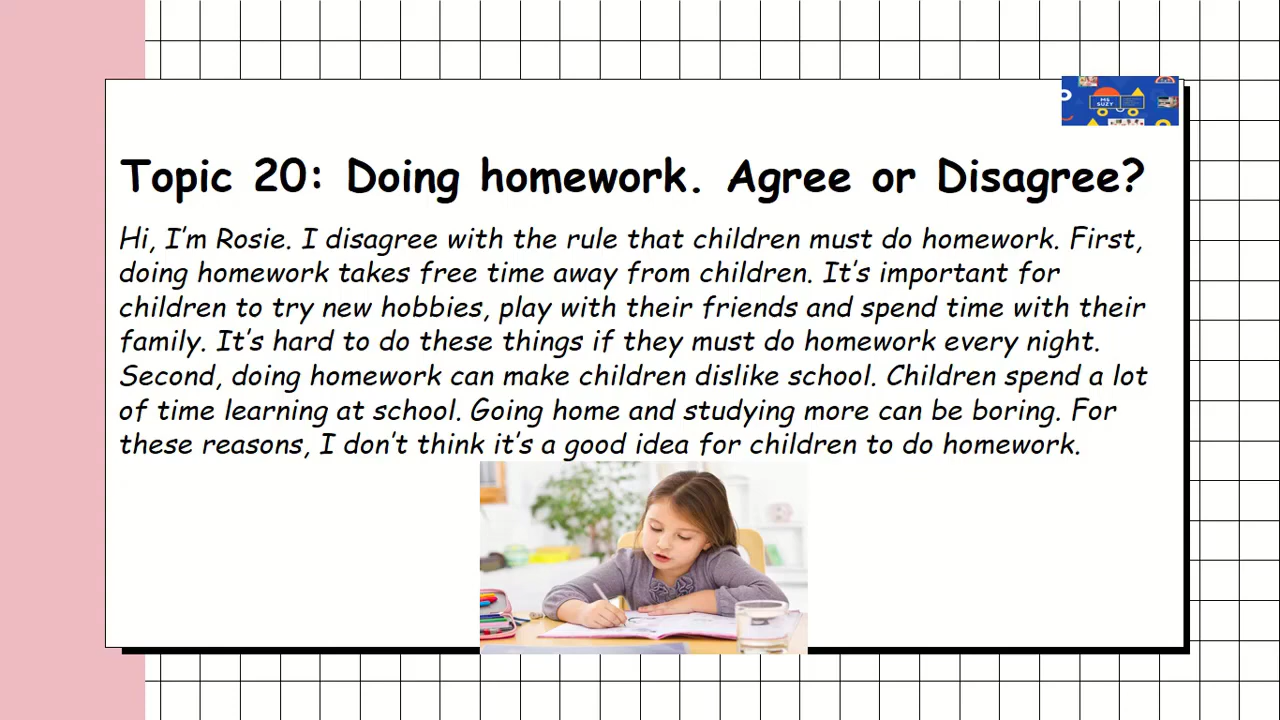 MS
SUZY
Topic 20: Doing homework. Agree or Disagree?
Hi, I'm Rosie. I disagree with the rule that children must do homework. First,
doing homework takes free time away from children. It's important for
children to try new hobbies, play with their friends and spend time with their
family. It's hard to do these things if they must do homework every night.
Second, doing homework can make children dislike school. Children spend a lot
of time learning at school. Going home and studying more can be boring. For
these reasons, I don't think it's a good idea for children to do homework.